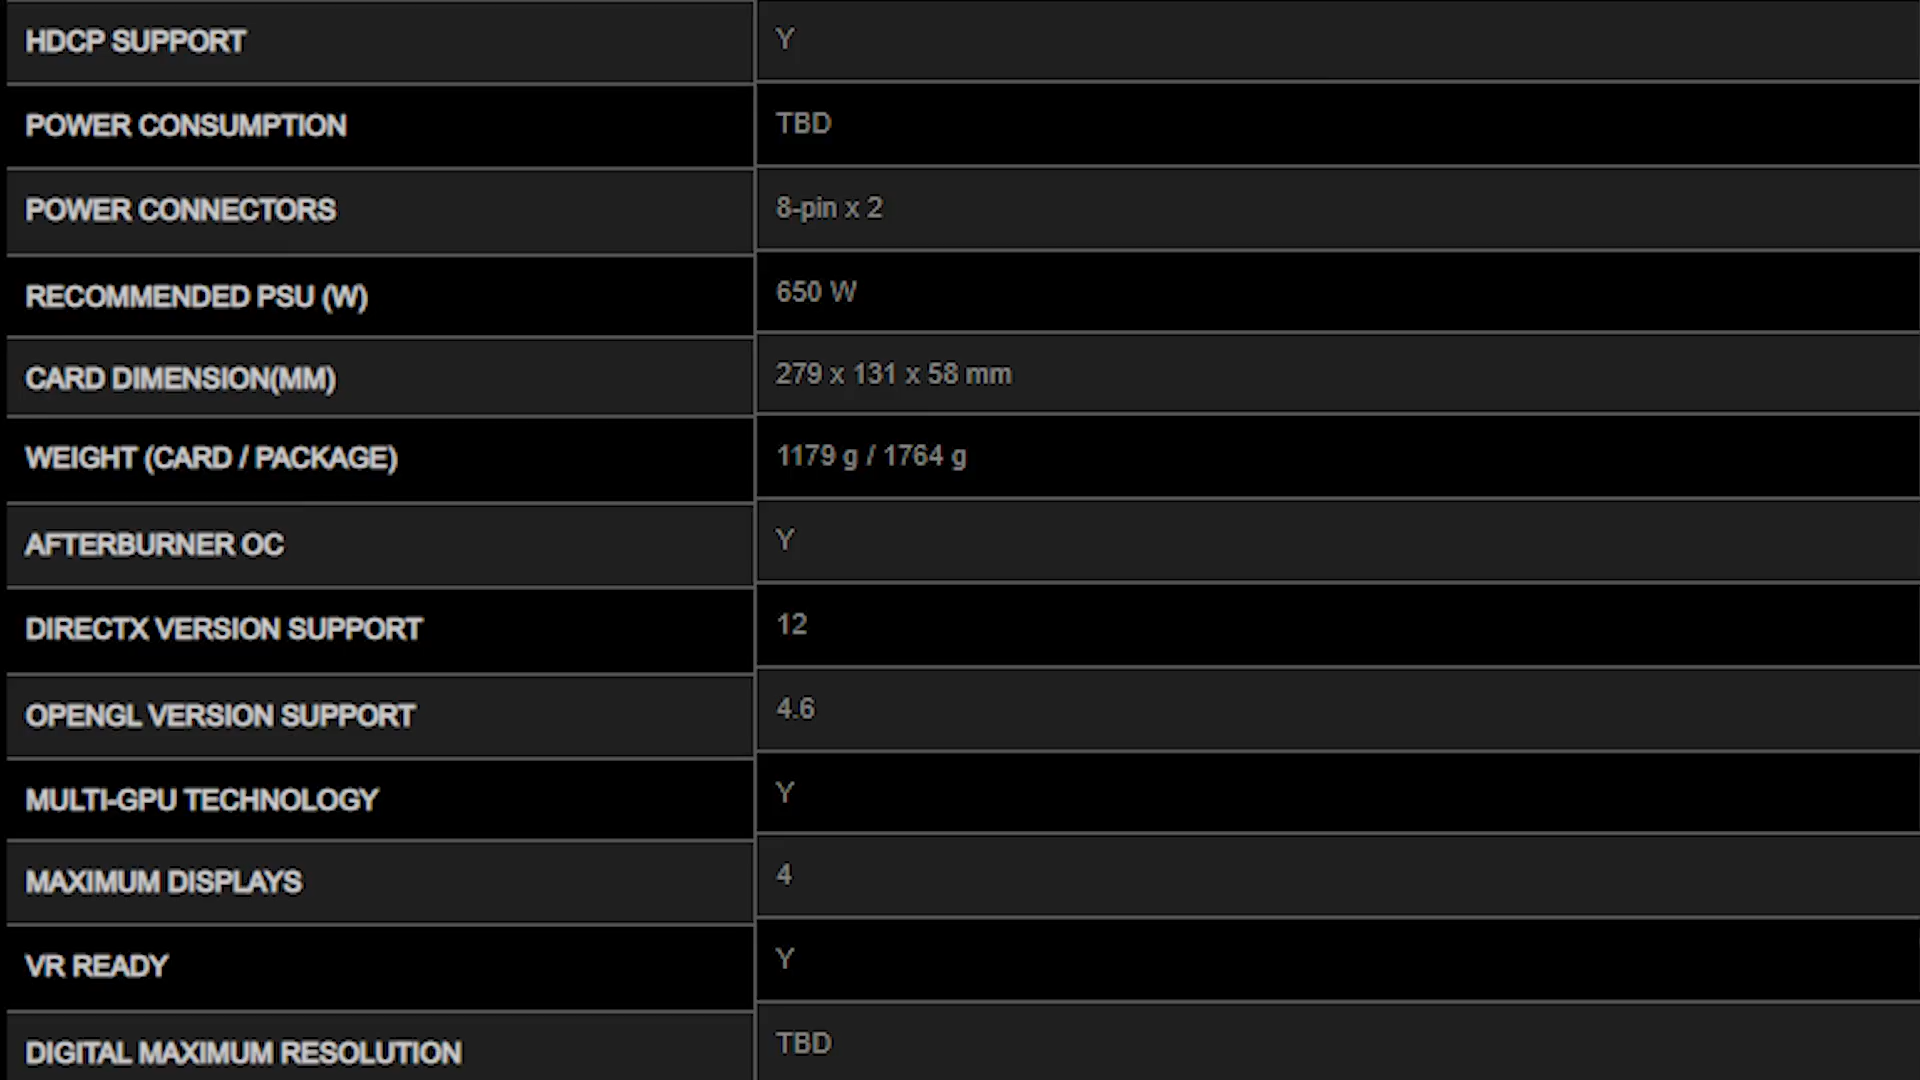 HDCP SUPPORT Y
POWER CONSUMPTION TBD
POWER CONNECTORS 8-pin x 2
RECOMMENDED PSU (W) 650 W
CARD DIMENSION(MM) 279 x 131 x 58 mm
WEIGHT (CARD / PACKAGE) 1179 g / 1764 g
AFTERBURNER OC Y
DIRECTX VERSION SUPPORT 12
OPENGL VERSION SUPPORT 4.6
MULTI-GPU TECHNOLOGY Y
MAXIMUM DISPLAYS 4
VR READY Y
DIGITAL MAXIMUM RESOLUTION TBD